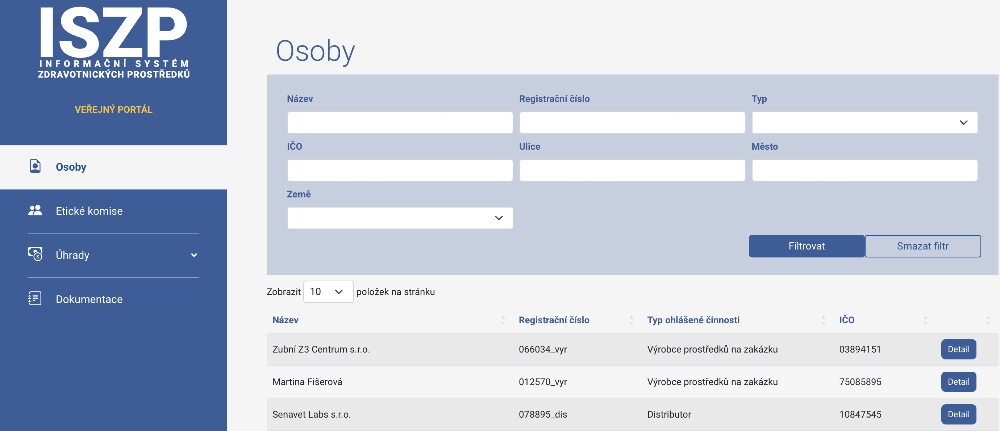 ISZP
INFORMAČNÍ SYSTÉM
ZDRAVOTNICKÝCH PROSTŘEDKŮ
VEŘEJNÝ PORTÁL
Osoby
Etické komise
Úhrady
Dokumentace
Osoby
Název Registrační číslo Typ
IČO Ulice Město
Země
Filtrovat Smazat filtr
Zobrazit 10 položek na stránku
Název Registrační číslo Typ ohlášené činnosti IČO
Zubní Z3 Centrum s.r.o. 066034_vyr Výrobce prostředků na zakázku 03894151 Detail
Martina Fišerová 012570_vyr Výrobce prostředků na zakázku 75085895 Detail
Senavet Labs s.r.o. 078895_dis Distributor 10847545 Detail